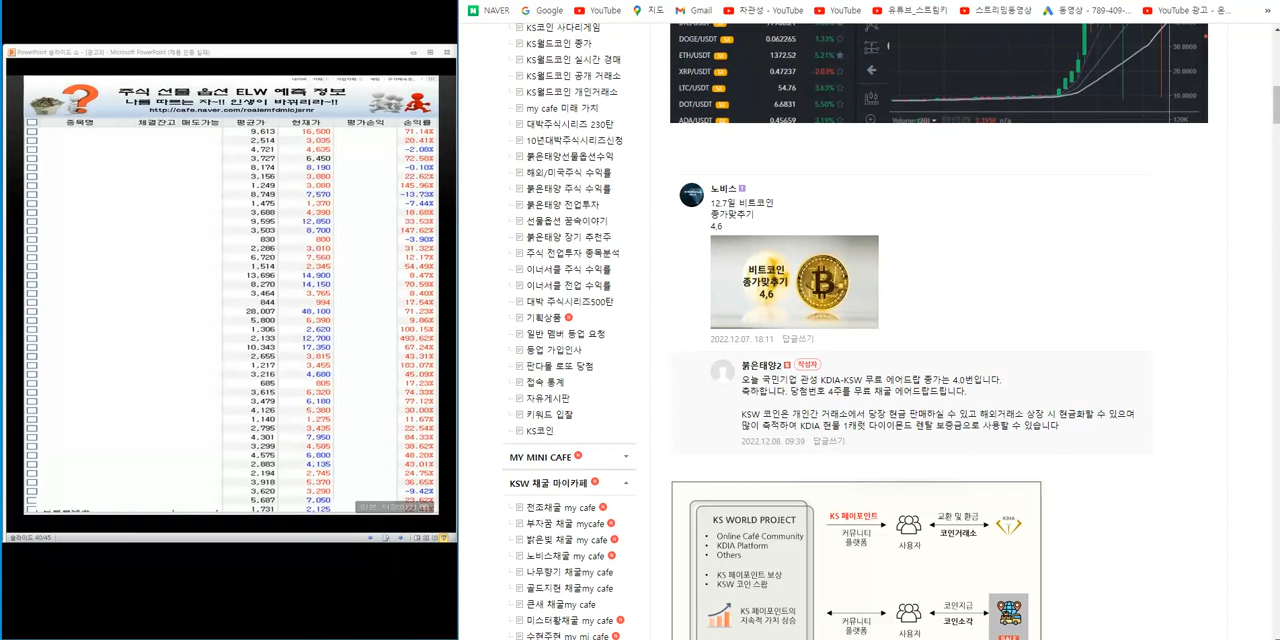 PowerPoint 슬라이드 쇼 - [광고3] - Microsoft PowerPoint (제품 인증 실패)
주식 선물 옵션 ELW 예측 정보
나를 따르는 자~!! 인생이 바뀌리라~!!
종목명 체결잔고 매도가능 평균가 현재가 평가손익 손익률
9,613 16,500 71.14%
2,514 3,035 20.41%
4,721 4,635 -2.08%
3,727 6,450 72.58%
8,174 8,190 -0.10%
3,156 3,880 22.62%
1,249 3,080 145.96%
8,749 7,570 -13.73%
1,475 1,370 -7.44%
3,688 4,390 18.68%
9,595 12,850 33.53%
3,503 8,700 147.62%
830 800 -3.90%
2,286 3,010 31.32%
6,720 7,560 12.17%
1,514 2,345 54.49%
13,696 14,900 8.47%
8,270 14,150 70.59%
3,464 3,765 8.40%
844 994 17.54%
28,007 48,100 71.23%
5,800 6,390 9.86%
1,306 2,620 100.15%
2,133 12,700 493.62%
10,343 17,350 67.24%
2,655 3,815 43.31%
1,217 3,455 183.07%
3,216 4,680 45.09%
685 805 17.23%
3,615 6,320 74.33%
3,479 6,180 77.12%
4,126 5,380 30.00%
1,140 1,275 11.67%
2,795 3,435 22.54%
4,301 7,950 84.33%
3,299 4,585 38.62%
4,575 6,800 48.20%
2,883 4,135 43.01%
2,194 2,745 24.75%
3,918 5,370 36.65%
3,620 3,290 -9.42%
5,687 7,050 23.62%
1,731 2,125
슬라이드 40/45
NAVER Google YouTube 지도 Gmail 자관성 - YouTube YouTube 유튜브_스트림키 스트리밍동영상 동영상 - 789-409-... YouTube 광고 - 온... »
KS코인 사다리게임
KS월드코인 종가
KS월드코인 실시간 경매
KS월드코인 공개 거래소
KS월드코인 개인거래소
my cafe 미래 가치
대박주식시리즈 230탄
10년대박주식시리즈신청
붉은태양선물옵션수익
해외/미국주식 수익률
붉은태양 주식 수익률
붉은태양 전업투자
선물옵션 꿈속이야기
붉은태양 장기 추천주
주식 전업투자 종목분석
이너서클 주식 수익률
이너서클 전업투자
대박 주식시리즈500탄
기획상품
일반 멤버 등업 요청
등업 가입인사
판다볼 로또 당첨
접속 통계
자유게시판
키워드 입찰
KS코인
MY MINI CAFE
KSW 채굴 마이카페
전조채굴 my cafe
부자꿈 채굴 mycafe
밝은빛 채굴 my cafe
노비스채굴 my cafe
나무향기 채굴my cafe
골드지현 채굴my cafe
큰새 채굴my cafe
미스터황채굴 my cafe
수현주현 my mi cafe
DOGE/USDT 0.062265 1.33%
ETH/USDT 1372.52 5.21%
XRP/USDT 0.47237 -2.03%
LTC/USDT 54.76 3.63%
DOT/USDT 6.6831 5.50%
ADA/USDT 0.45659 3.19%
노비스
12.7일 비트코인
종가맞추기
4,6
비트코인
종가맞추기
4,6
2022.12.07. 18:11 답글쓰기
붉은태양2 작성자
오늘 국민기업 관성 KDIA-KSW 무료 에어드랍 종가는 4.0번입니다.
축하합니다. 당첨번호 4주를 무료 채굴 에어드랍드립니다.
KSW 코인은 개인간 거래소에서 당장 현금 판매하실 수 있고 해외거래소 상장 시 현금화할 수 있으며
많이 축적하여 KDIA 현물 1캐럿 다이아몬드 렌탈 보증금으로 사용할 수 있습니다
2022.12.08. 09:39 답글쓰기
KS WORLD PROJECT
• Online Café Community
• KDIA Platform
• Others
• KS 페이포인트 보상
• KSW 코인 스왑
KS 페이포인트의
지속적 가치 상승
KS 페이포인트
커뮤니티
플랫폼
사용자
교환 및 환금
코인거래소
KDIA
커뮤니티
플랫폼
사용자
코인지급
코인소각
SALE